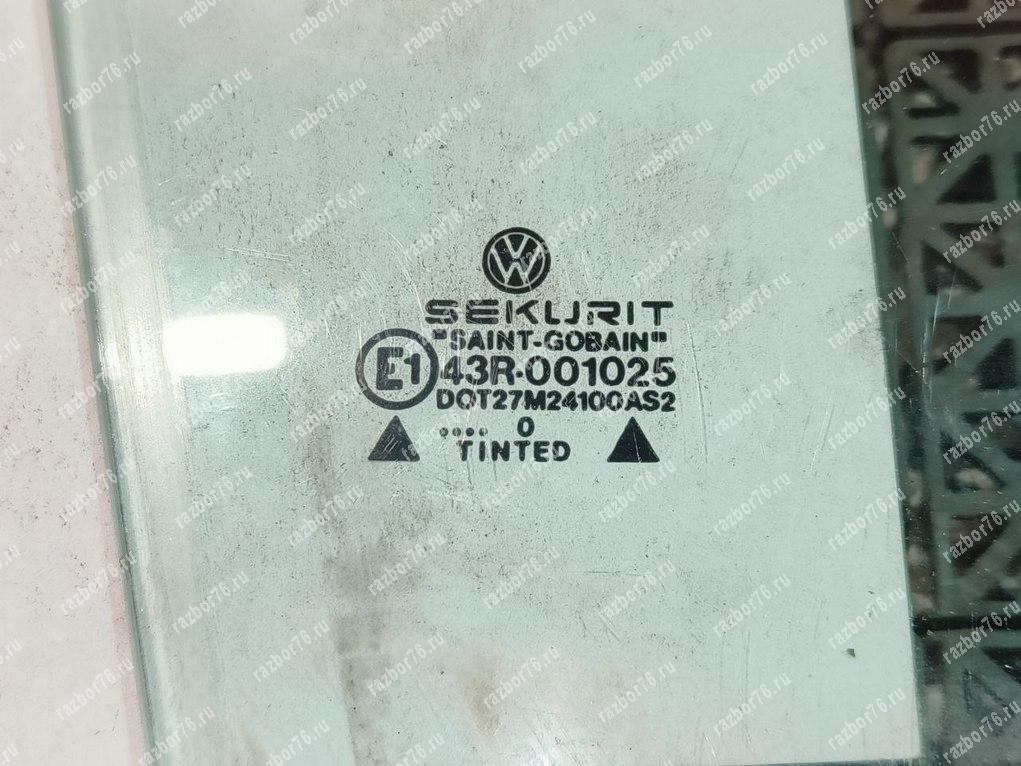 SEKURIT
"SAINT-GOBAIN"
E1 43R-001025
DOT27M24100AS2
.... 0
TINTED
razbor76.ru